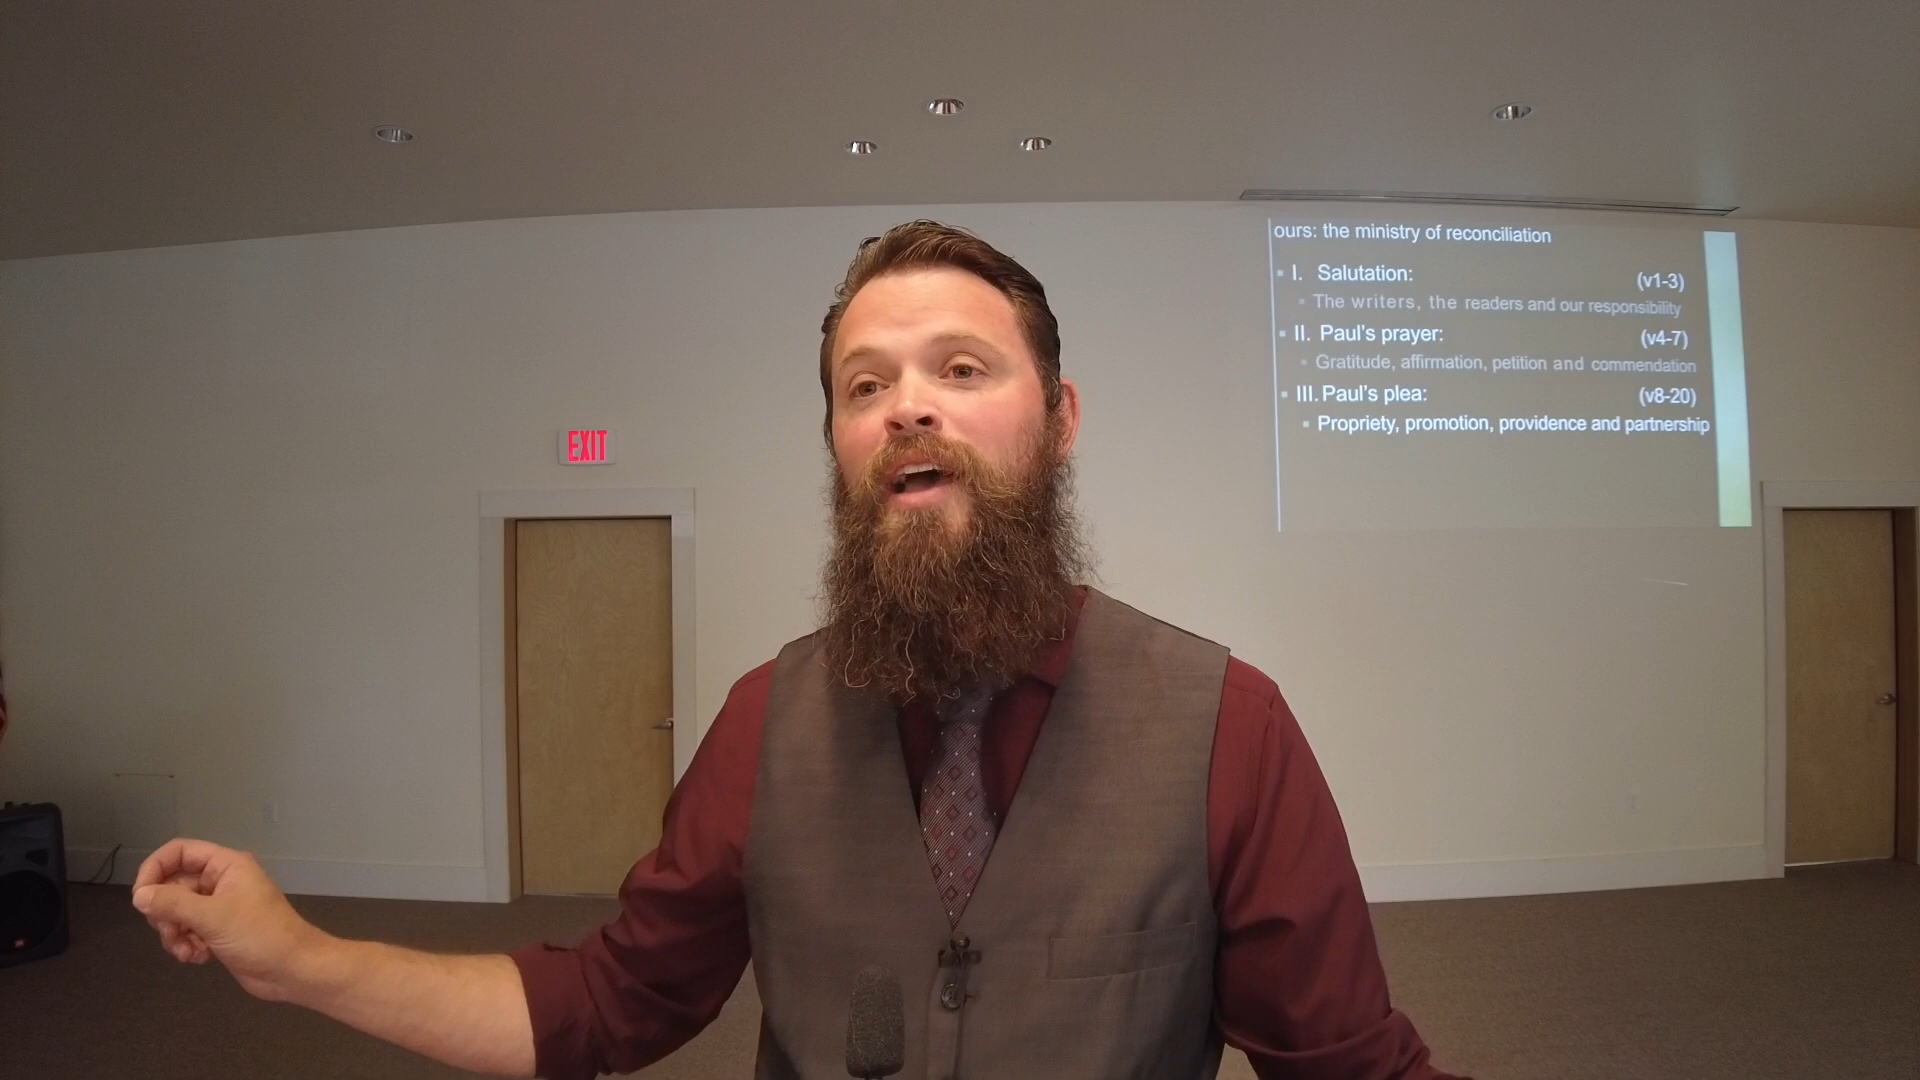 EXIT
ours: the ministry of reconciliation
I. Salutation: (v1-3)
The writers, the readers and our responsibility
II. Paul's prayer: (v4-7)
Gratitude, affirmation, petition and commendation
III. Paul's plea: (v8-20)
Propriety, promotion, providence and partnership